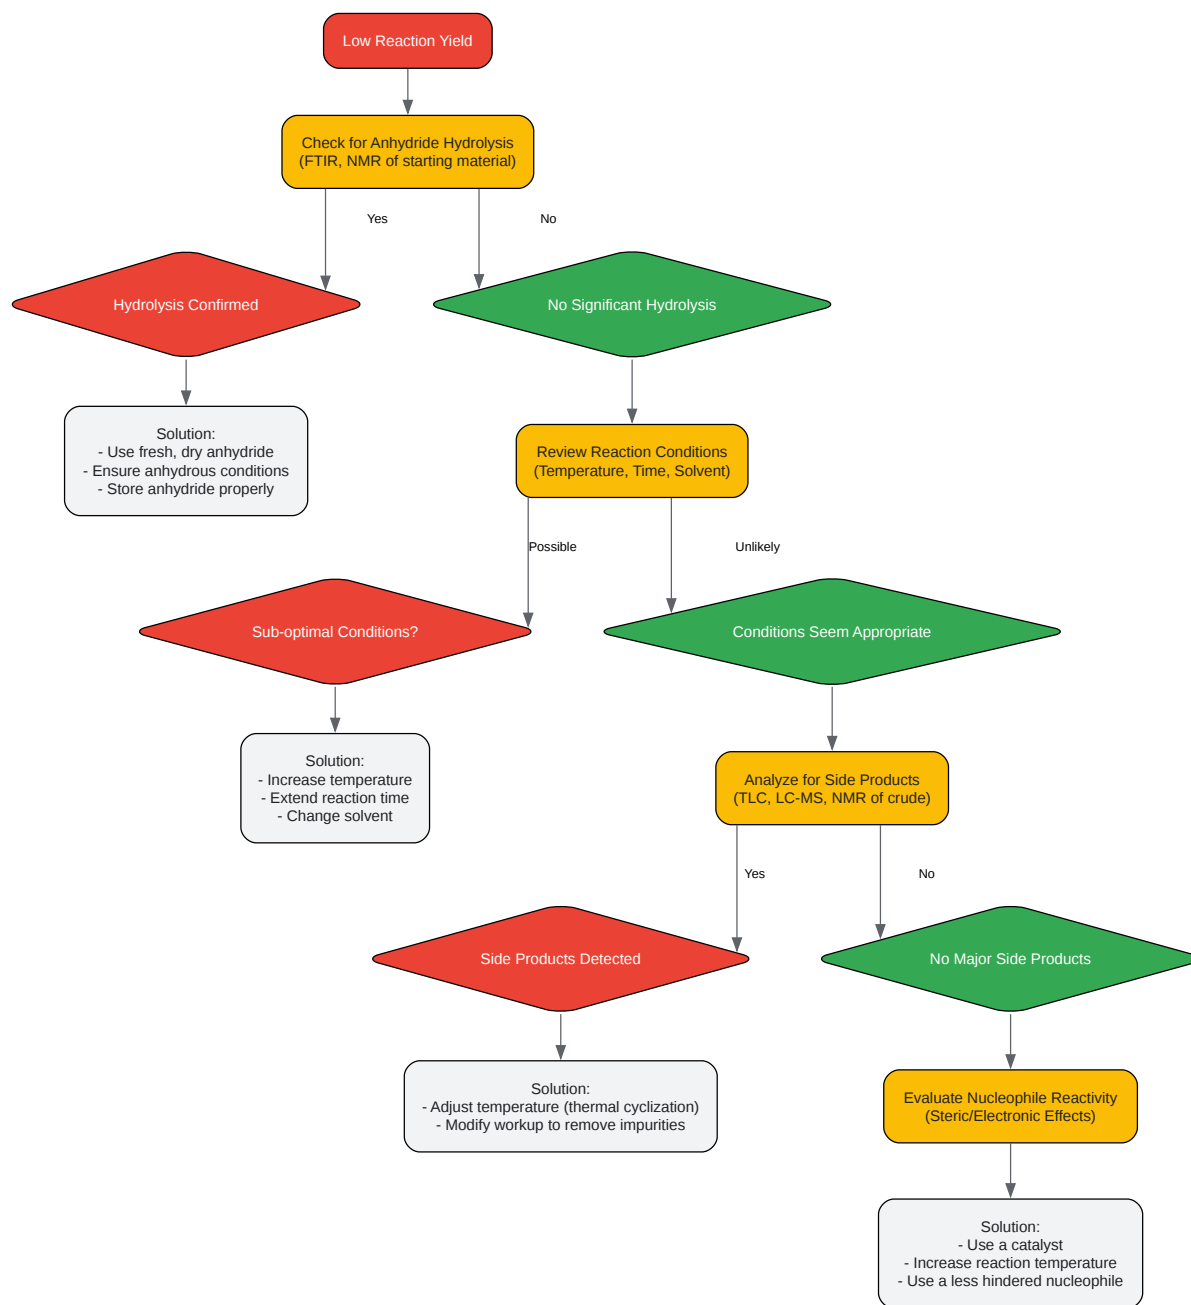 Low Reaction Yield
Check for Anhydride Hydrolysis
(FTIR, NMR of starting material)
Yes
No
Hydrolysis Confirmed
No Significant Hydrolysis
Solution:
- Use fresh, dry anhydride
- Ensure anhydrous conditions
- Store anhydride properly
Review Reaction Conditions
(Temperature, Time, Solvent)
Possible
Unlikely
Sub-optimal Conditions?
Conditions Seem Appropriate
Solution:
- Increase temperature
- Extend reaction time
- Change solvent
Analyze for Side Products
(TLC, LC-MS, NMR of crude)
Yes
No
Side Products Detected
No Major Side Products
Solution:
- Adjust temperature (thermal cyclization)
- Modify workup to remove impurities
Evaluate Nucleophile Reactivity
(Steric/Electronic Effects)
Solution:
- Use a catalyst
- Increase reaction temperature
- Use a less hindered nucleophile